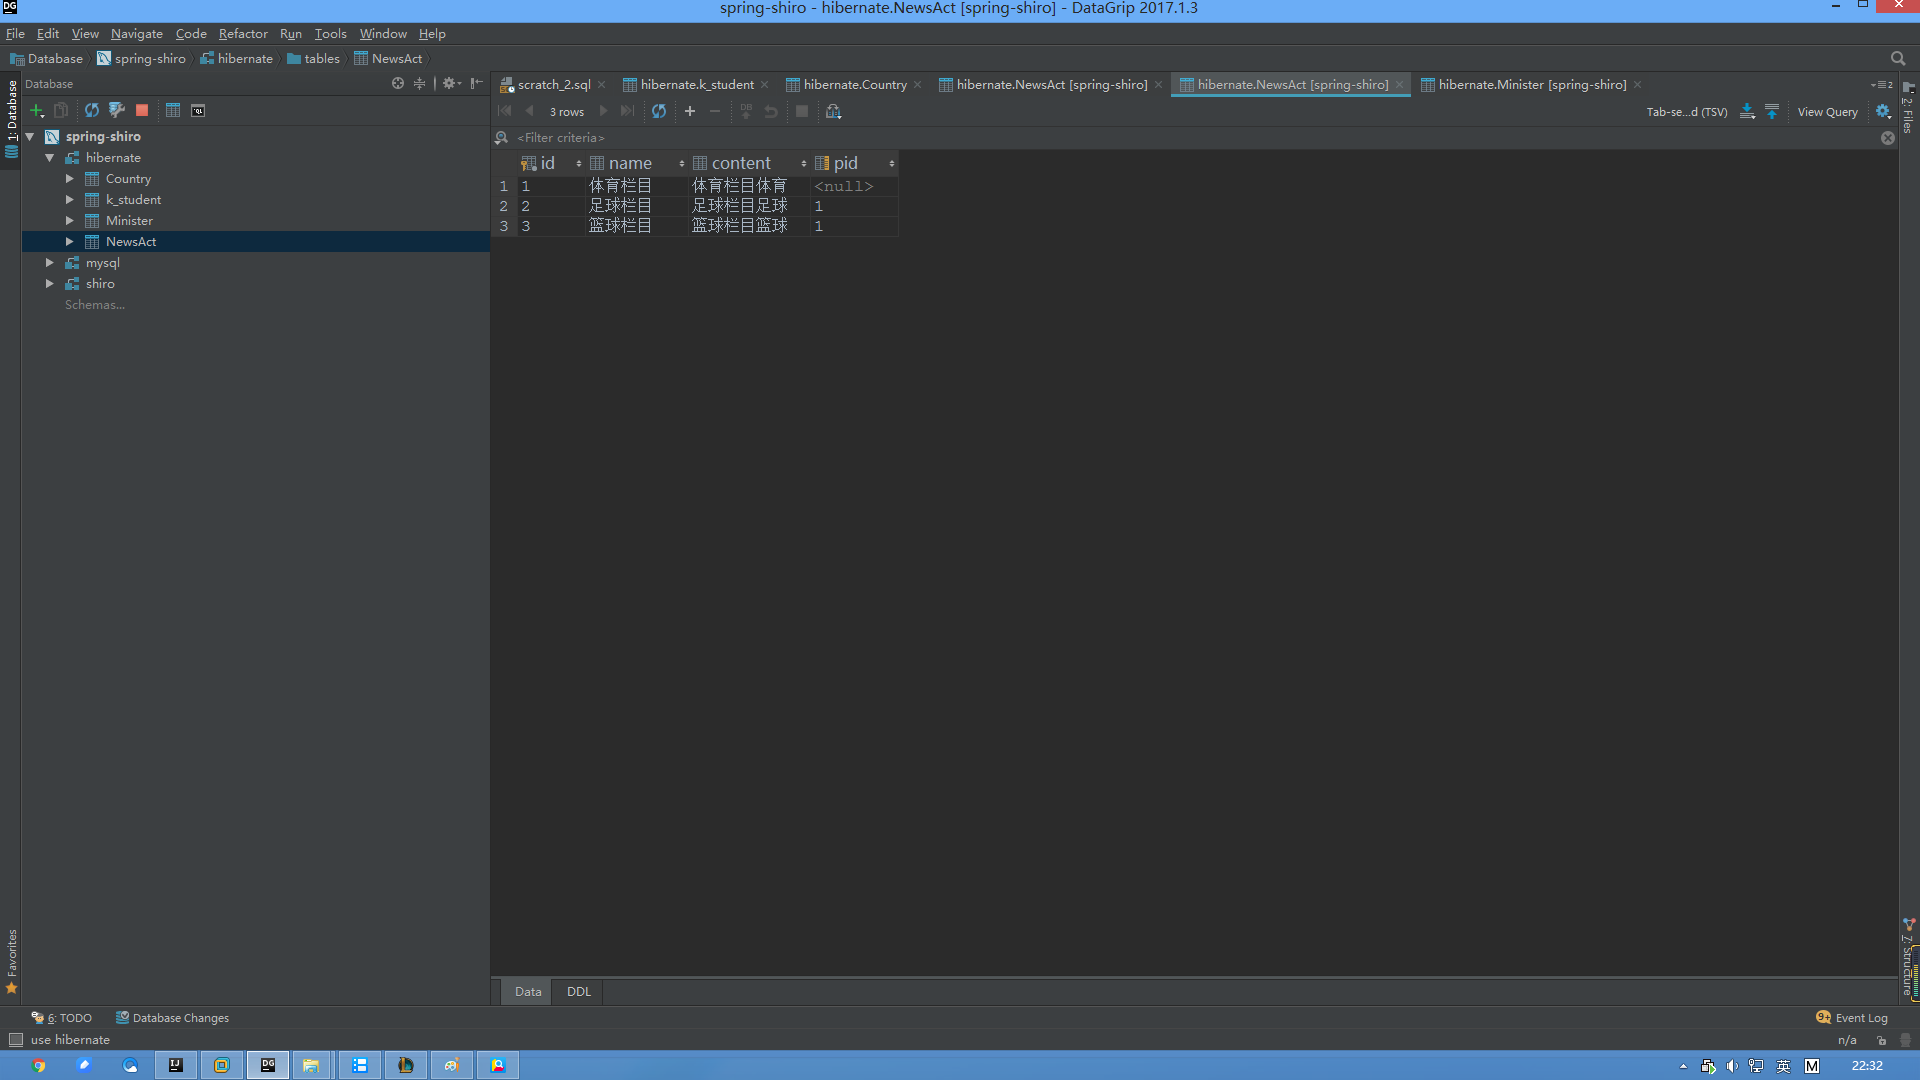 spring-shiro - hibernate.NewsAct [spring-shiro] - DataGrip 2017.1.3
File Edit View Navigate Code Refactor Run Tools Window Help
Database spring-shiro hibernate tables NewsAct
Database
scratch_2.sql hibernate.k_student hibernate.Country hibernate.NewsAct [spring-shiro] hibernate.NewsAct [spring-shiro] hibernate.Minister [spring-shiro]
3 rows Tab-se...d (TSV) View Query
<Filter criteria>
id name content pid
1 1 体育栏目 体育栏目体育 <null>
2 2 足球栏目 足球栏目足球 1
3 3 篮球栏目 篮球栏目篮球 1
spring-shiro
hibernate
Country
k_student
Minister
NewsAct
mysql
shiro
Schemas...
1: Database
Favorites
2: Files
7: Structure
Data DDL
6: TODO Database Changes
9+ Event Log
use hibernate
n/a
英 M 22:32